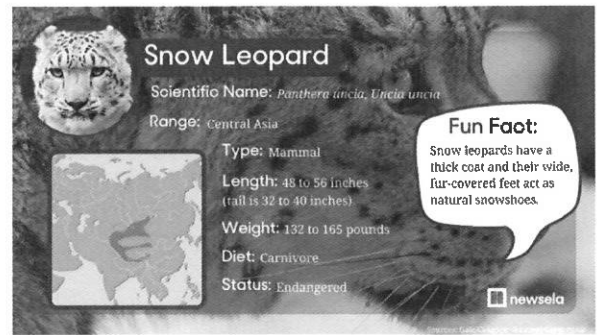 Snow Leopard
Scientific Name: Panthera uncia, Uncia uncia
Range: Central Asia
Type: Mammal
Length: 48 to 56 inches
(tail is 32 to 40 inches)
Weight: 132 to 165 pounds
Diet: Carnivore
Status: Endangered
Fun Fact:
Snow leopards have a
thick coat and their wide,
fur-covered feet act as
natural snowshoes.
newsela